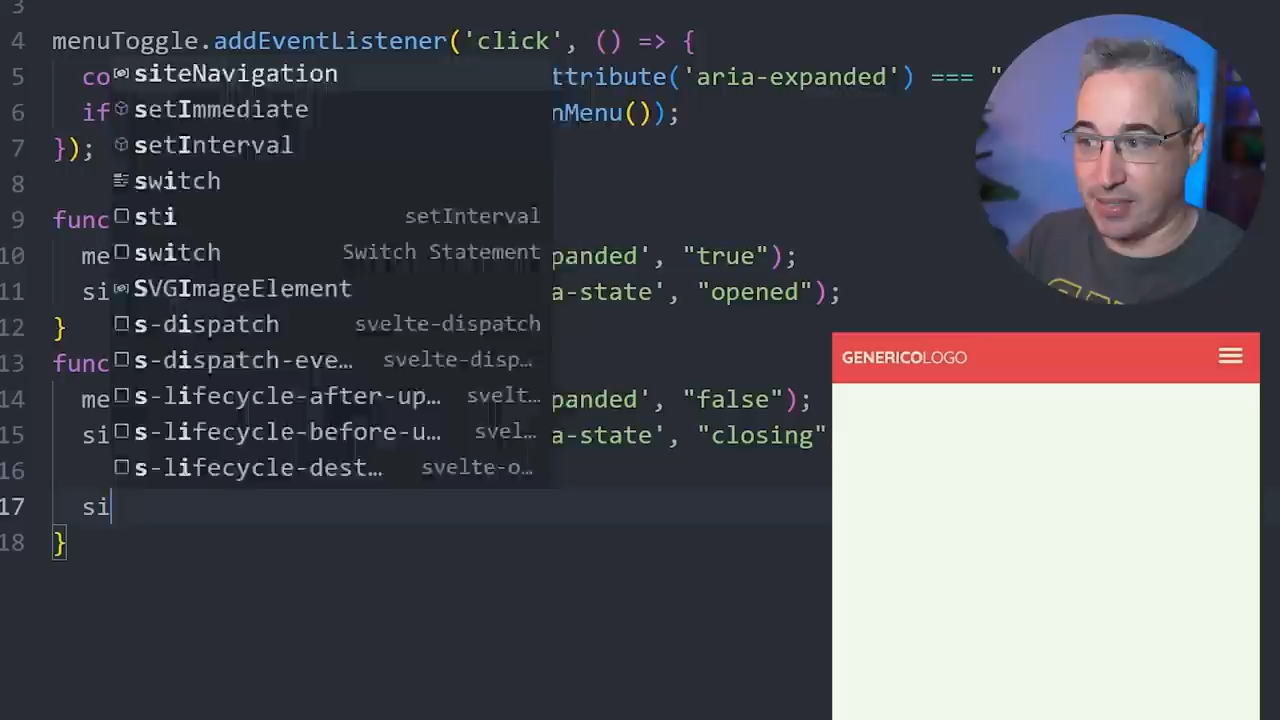 3
4 menuToggle.addEventListener('click', () => {
5 co ttribute('aria-expanded') === "
6 if nMenu());
7 });
8
9 func
10 me panded', "true");
11 si a-state', "opened");
12 }
13 func
14 me panded', "false");
15 si a-state', "closing"
16
17 si
18 }
siteNavigation
setImmediate
setInterval
switch
sti setInterval
switch Switch Statement
SVGImageElement
s-dispatch svelte-dispatch
s-dispatch-eve… svelte-disp…
s-lifecycle-after-up… svelt…
s-lifecycle-before-u… svel…
s-lifecycle-dest… svelte-o…
GENERICOLOGO